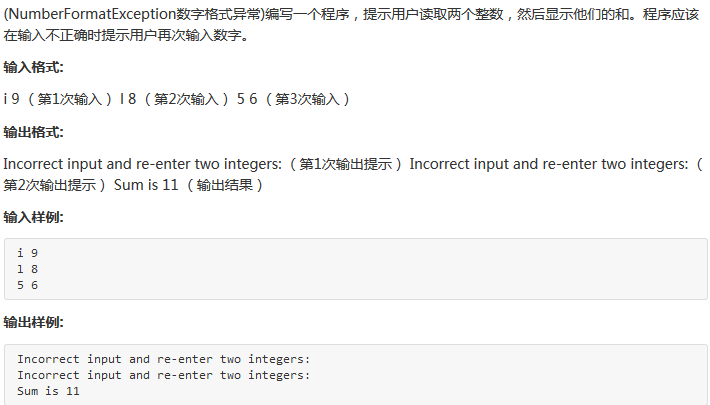 (NumberFormatException数字格式异常)编写一个程序，提示用户读取两个整数，然后显示他们的和。程序应该
在输入不正确时提示用户再次输入数字。
输入格式:
i 9 （第1次输入） l 8 （第2次输入） 5 6 （第3次输入）
输出格式:
Incorrect input and re-enter two integers: （第1次输出提示） Incorrect input and re-enter two integers: （
第2次输出提示） Sum is 11 （输出结果）
输入样例:
i 9
l 8
5 6
输出样例:
Incorrect input and re-enter two integers:
Incorrect input and re-enter two integers:
Sum is 11